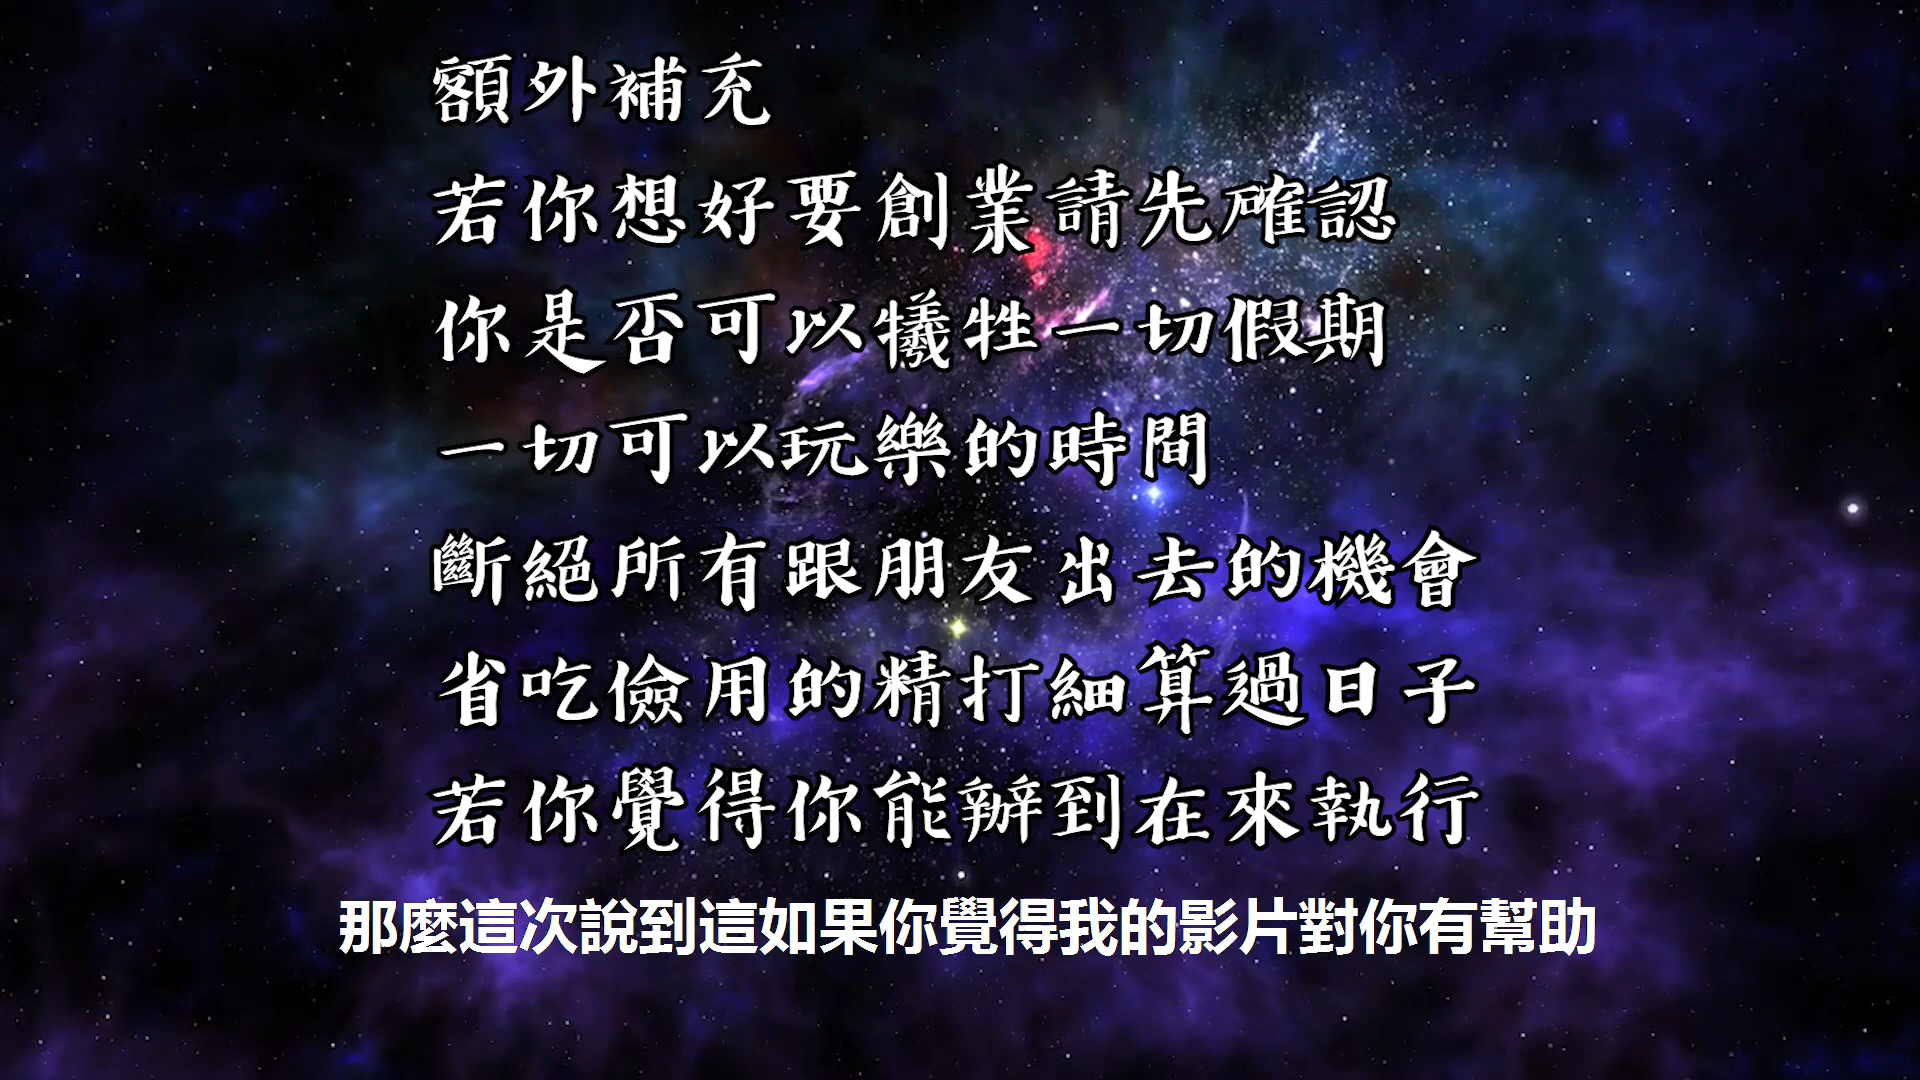 額外補充
若你想好要創業請先確認
你是否可以犧牲一切假期
一切可以玩樂的時間
斷絕所有跟朋友出去的機會
省吃儉用的精打細算過日子
若你覺得你能辦到在來執行
那麼這次說到這如果你覺得我的影片對你有幫助